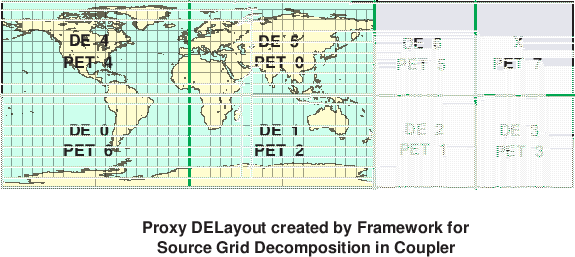 DE 4
PET 4
DE 5
PET 0
DE 6
PET 5
X
PET 7
DE 0
PET 6
DE 1
PET 2
DE 2
PET 1
DE 3
PET 3
Proxy DELayout created by Framework for
Source Grid Decomposition in Coupler